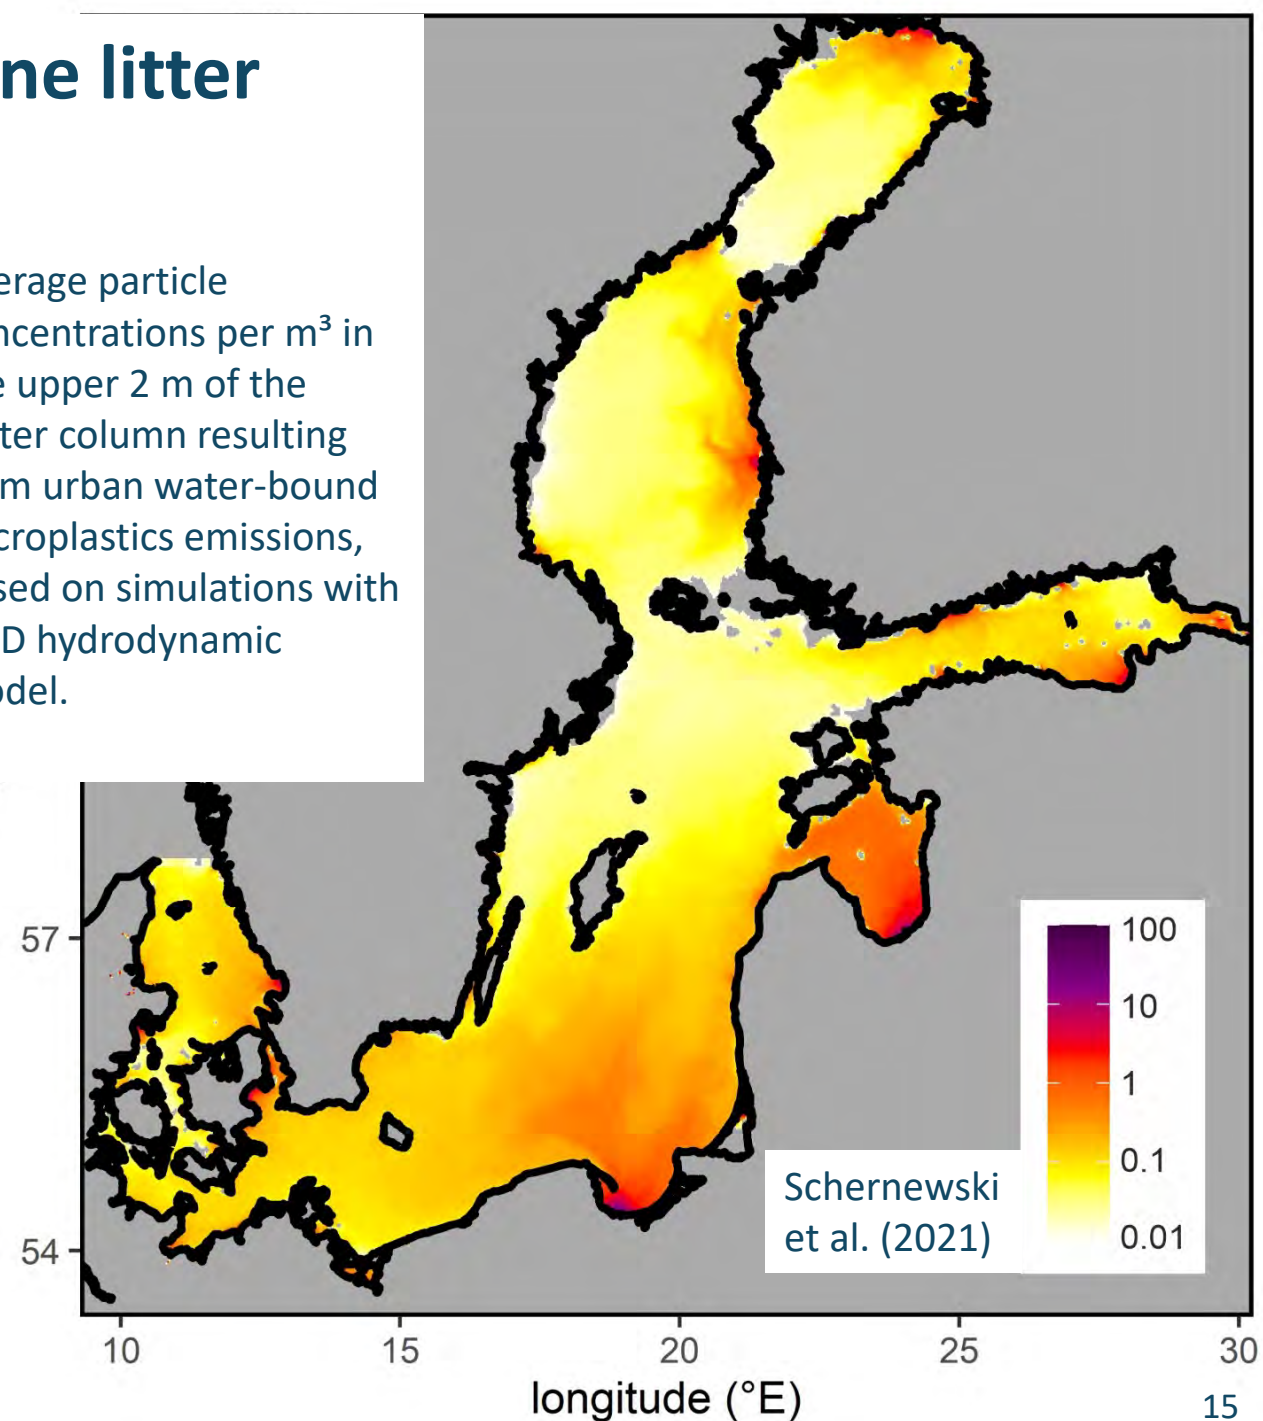 ne litter
erage particle
ncentrations per m³ in
e upper 2 m of the
ter column resulting
m urban water-bound
croplastics emissions,
sed on simulations with
D hydrodynamic
odel.
57
54
100
10
1
0.1
0.01
Schernewski
et al. (2021)
10
15
20
25
30
longitude (°E)
15